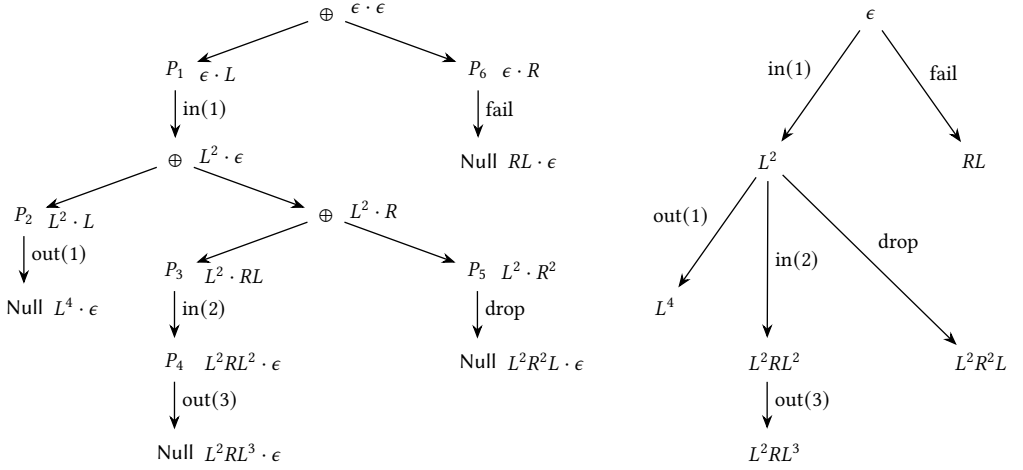 ⊕ ϵ · ϵ ϵ
P₁ ϵ · L P₆ ϵ · R in(1) fail
in(1) fail
⊕ L² · ϵ Null RL · ϵ L² RL
P₂ L² · L ⊕ L² · R out(1) in(2) drop
out(1)
P₃ L² · RL P₅ L² · R²
Null L⁴ · ϵ in(2) drop L⁴
P₄ L²RL² · ϵ Null L²R²L · ϵ L²RL² L²R²L
out(3) out(3)
Null L²RL³ · ϵ L²RL³